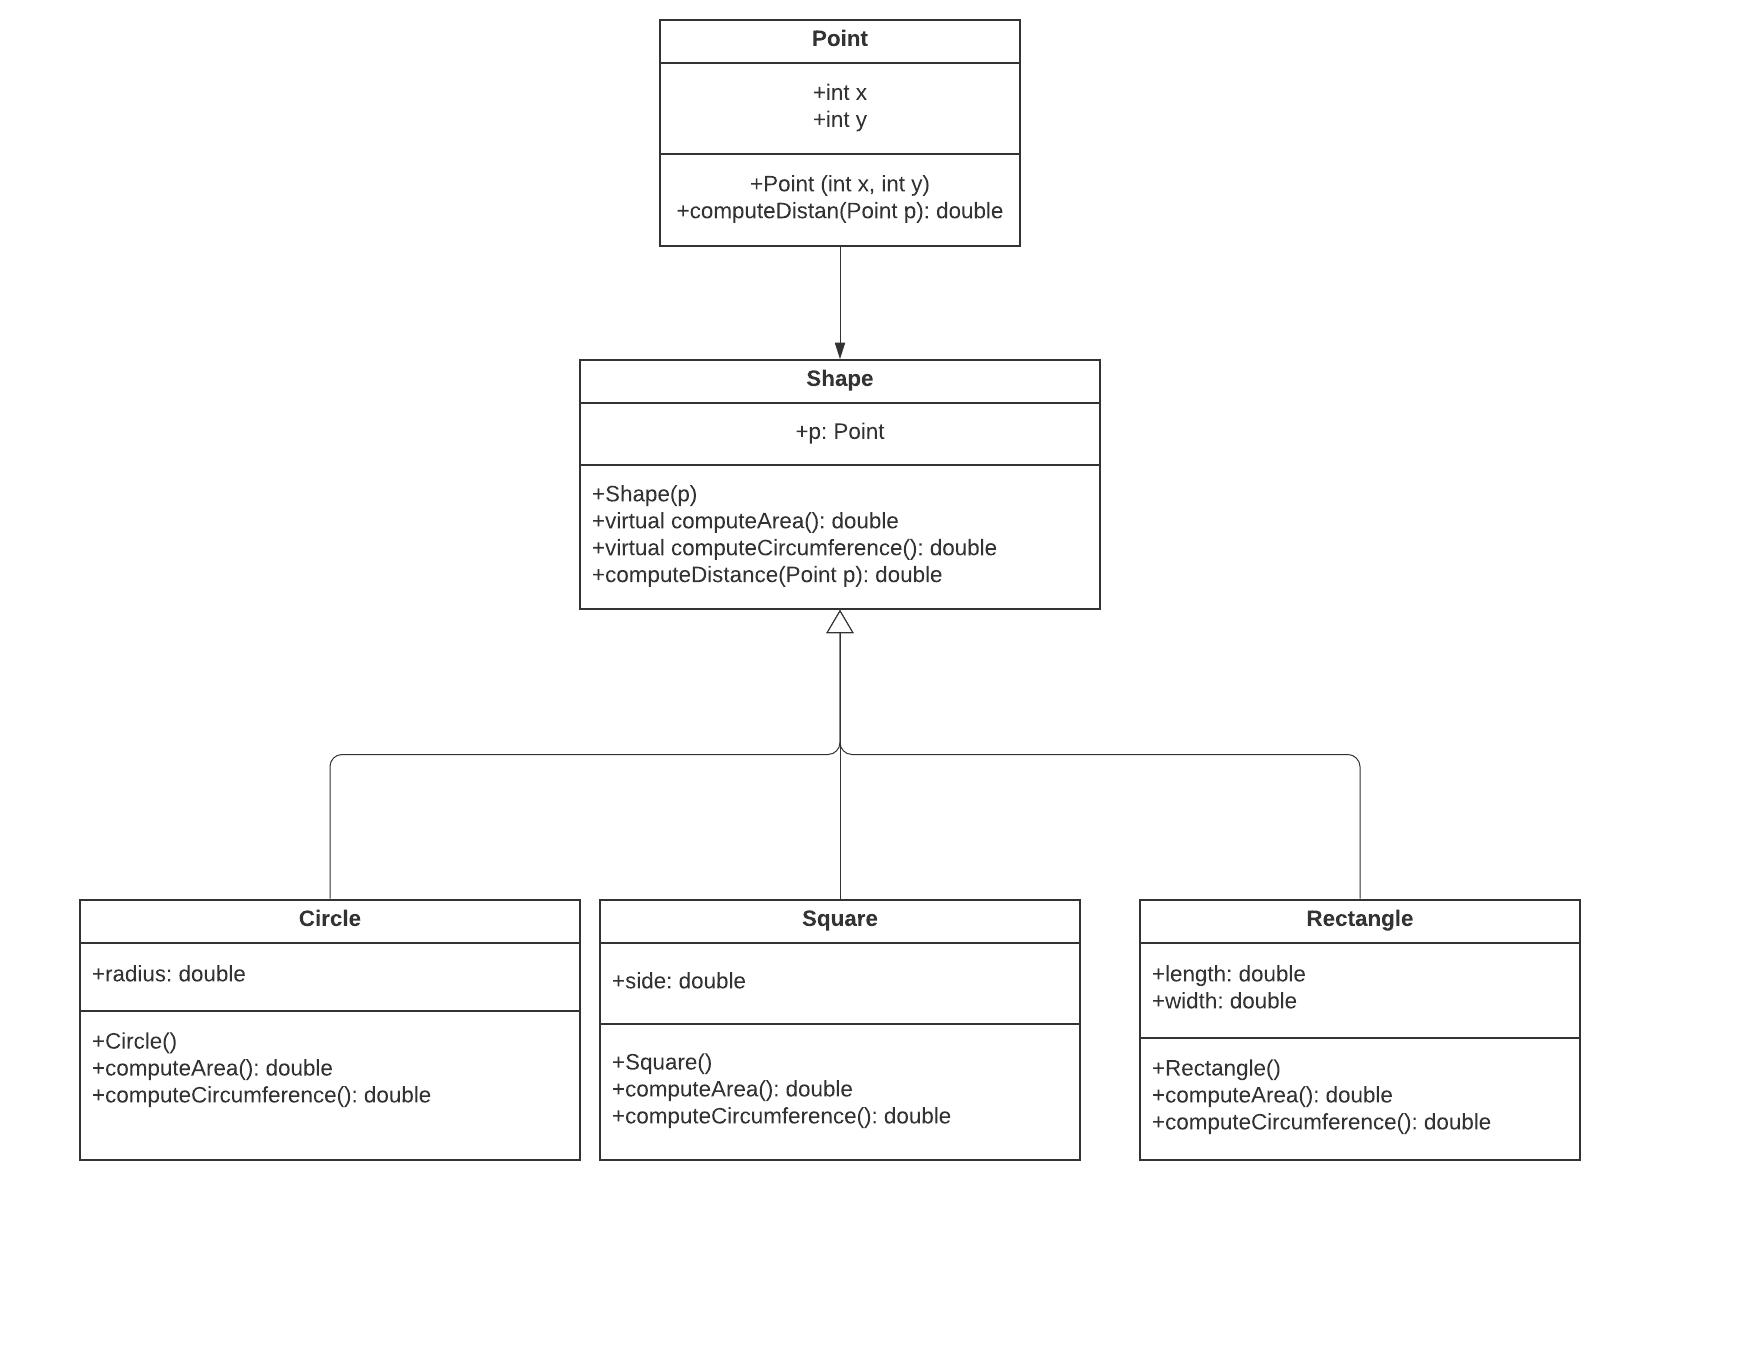 Point
+int x
+int y
+Point (int x, int y)
+computeDistan(Point p): double
Shape
+p: Point
+Shape(p)
+virtual computeArea(): double
+virtual computeCircumference(): double
+computeDistance(Point p): double
Circle
+radius: double
+Circle()
+computeArea(): double
+computeCircumference(): double
Square
+side: double
+Square()
+computeArea(): double
+computeCircumference(): double
Rectangle
+length: double
+width: double
+Rectangle()
+computeArea(): double
+computeCircumference(): double